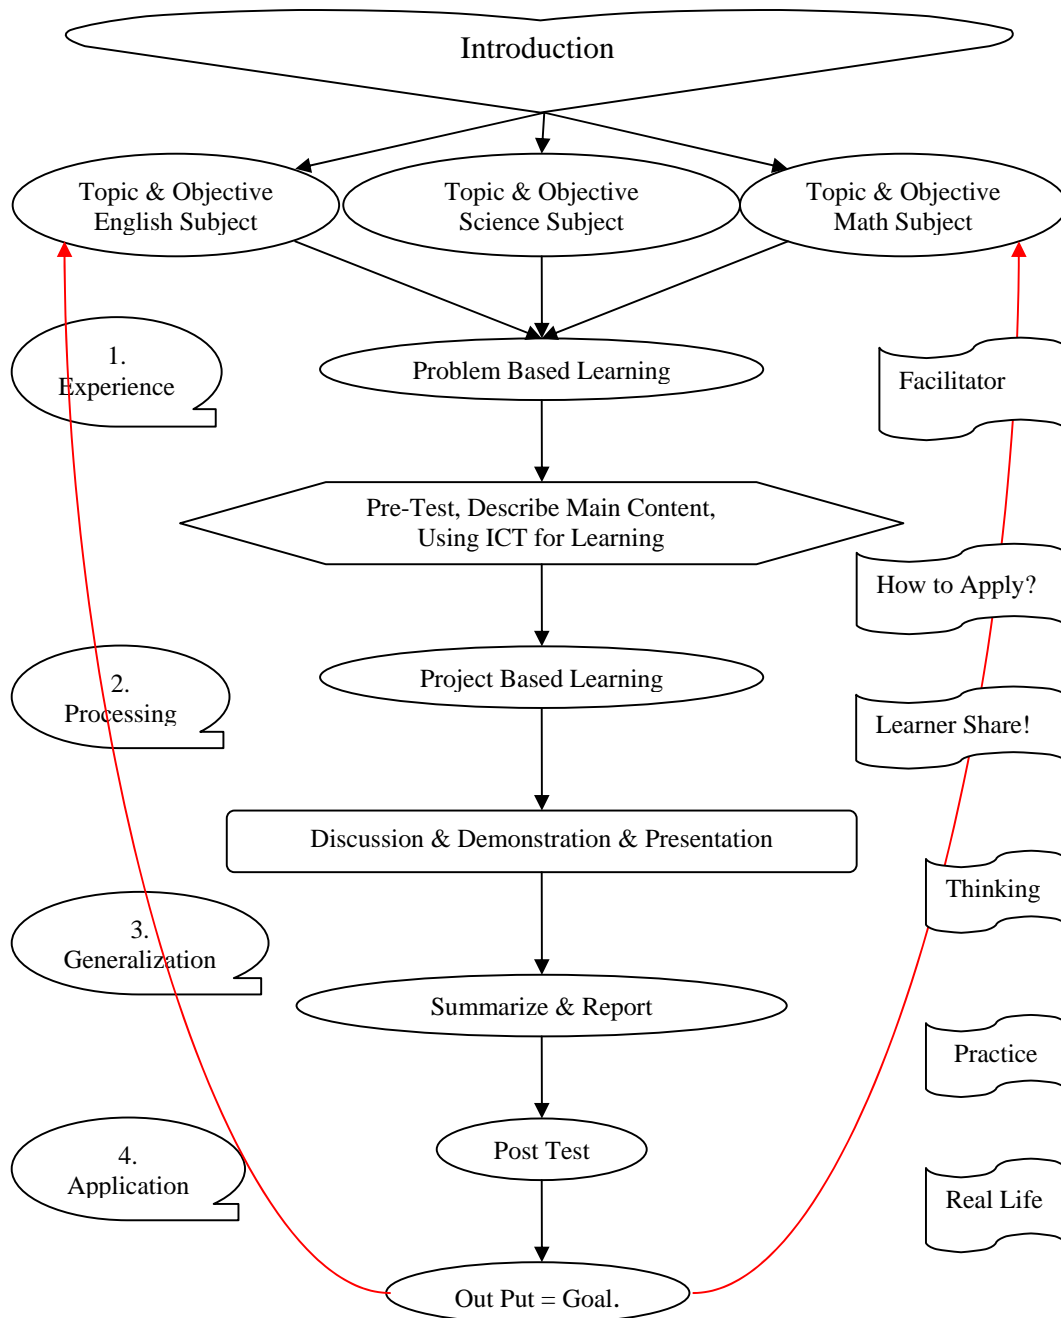 Introduction
Topic & Objective
English Subject
Topic & Objective
Science Subject
Topic & Objective
Math Subject
1.
Experience
Problem Based Learning
Facilitator
Pre-Test, Describe Main Content,
Using ICT for Learning
How to Apply?
2.
Processing
Project Based Learning
Learner Share!
Discussion & Demonstration & Presentation
Thinking
3.
Generalization
Summarize & Report
Practice
4.
Application
Post Test
Real Life
Out Put = Goal.